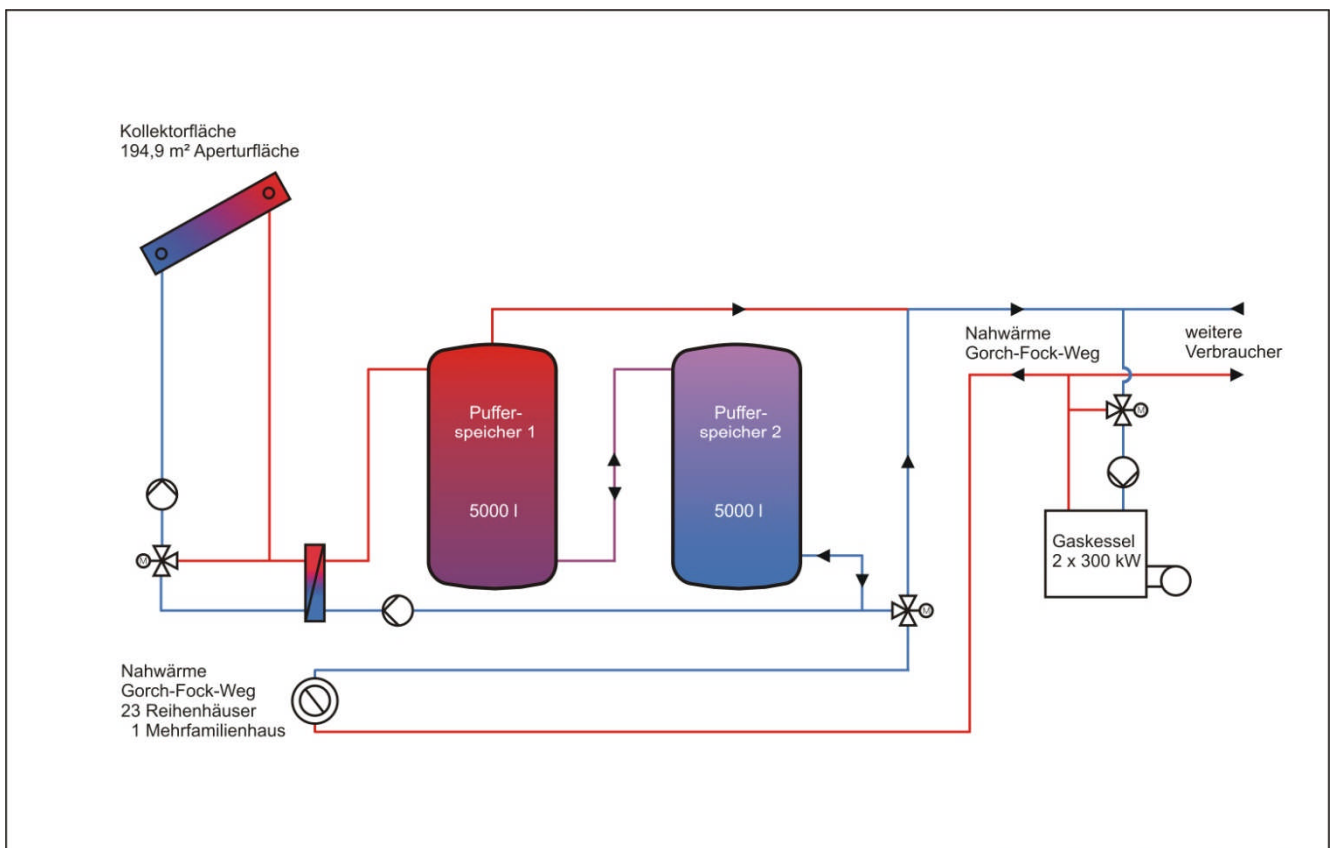 Kollektorfläche
194,9 m² Aperturfläche
Nahwärme
Gorch-Fock-Weg
weitere
Verbraucher
Puffer-
speicher 1
5000 l
Puffer-
speicher 2
5000 l
M
M
M
Gaskessel
2 x 300 kW
Nahwärme
Gorch-Fock-Weg
23 Reihenhäuser
1 Mehrfamilienhaus